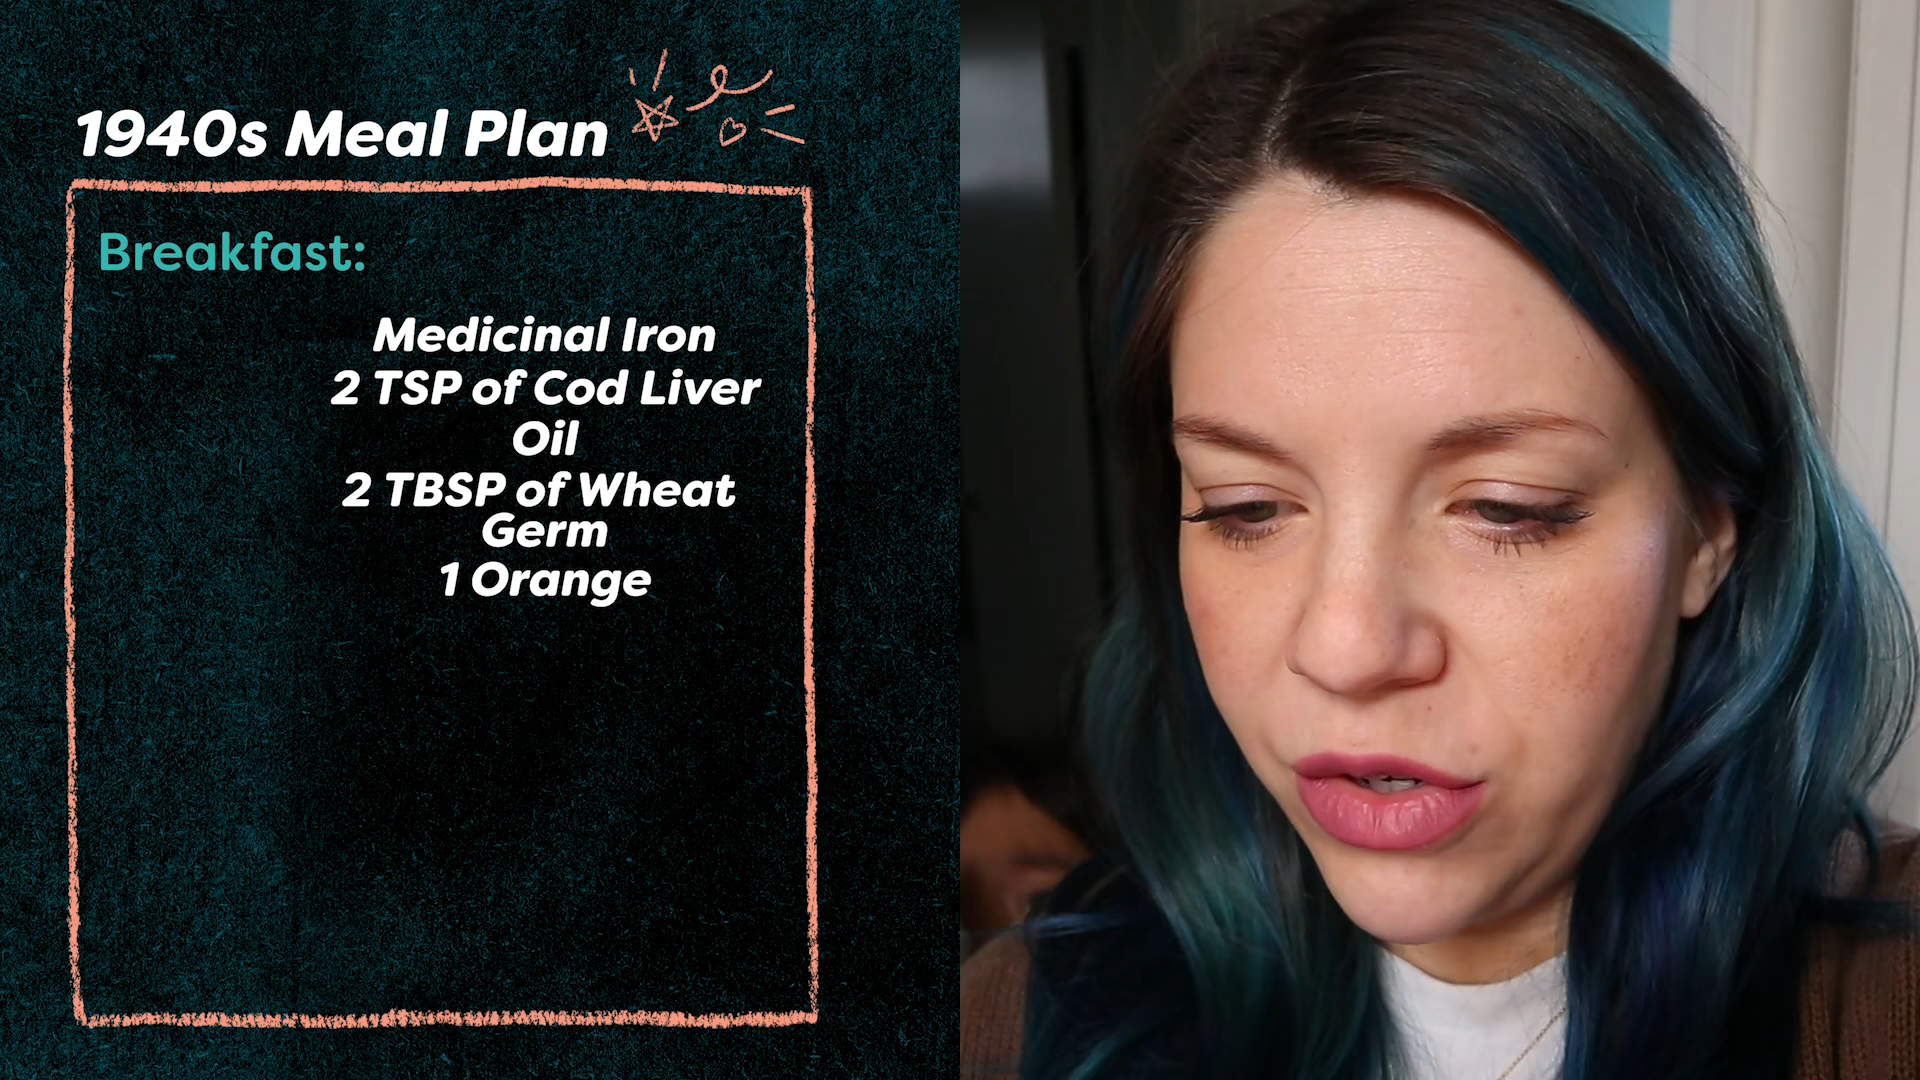 1940s Meal Plan
Breakfast:
Medicinal Iron
2 TSP of Cod Liver
Oil
2 TBSP of Wheat
Germ
1 Orange